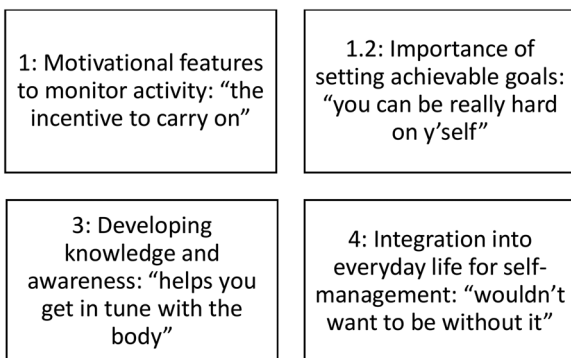 1: Motivational features
to monitor activity: “the
incentive to carry on”
1.2: Importance of
setting achievable goals:
“you can be really hard
on y’self”
3: Developing
knowledge and
awareness: “helps you
get in tune with the
body”
4: Integration into
everyday life for self-
management: “wouldn’t
want to be without it”